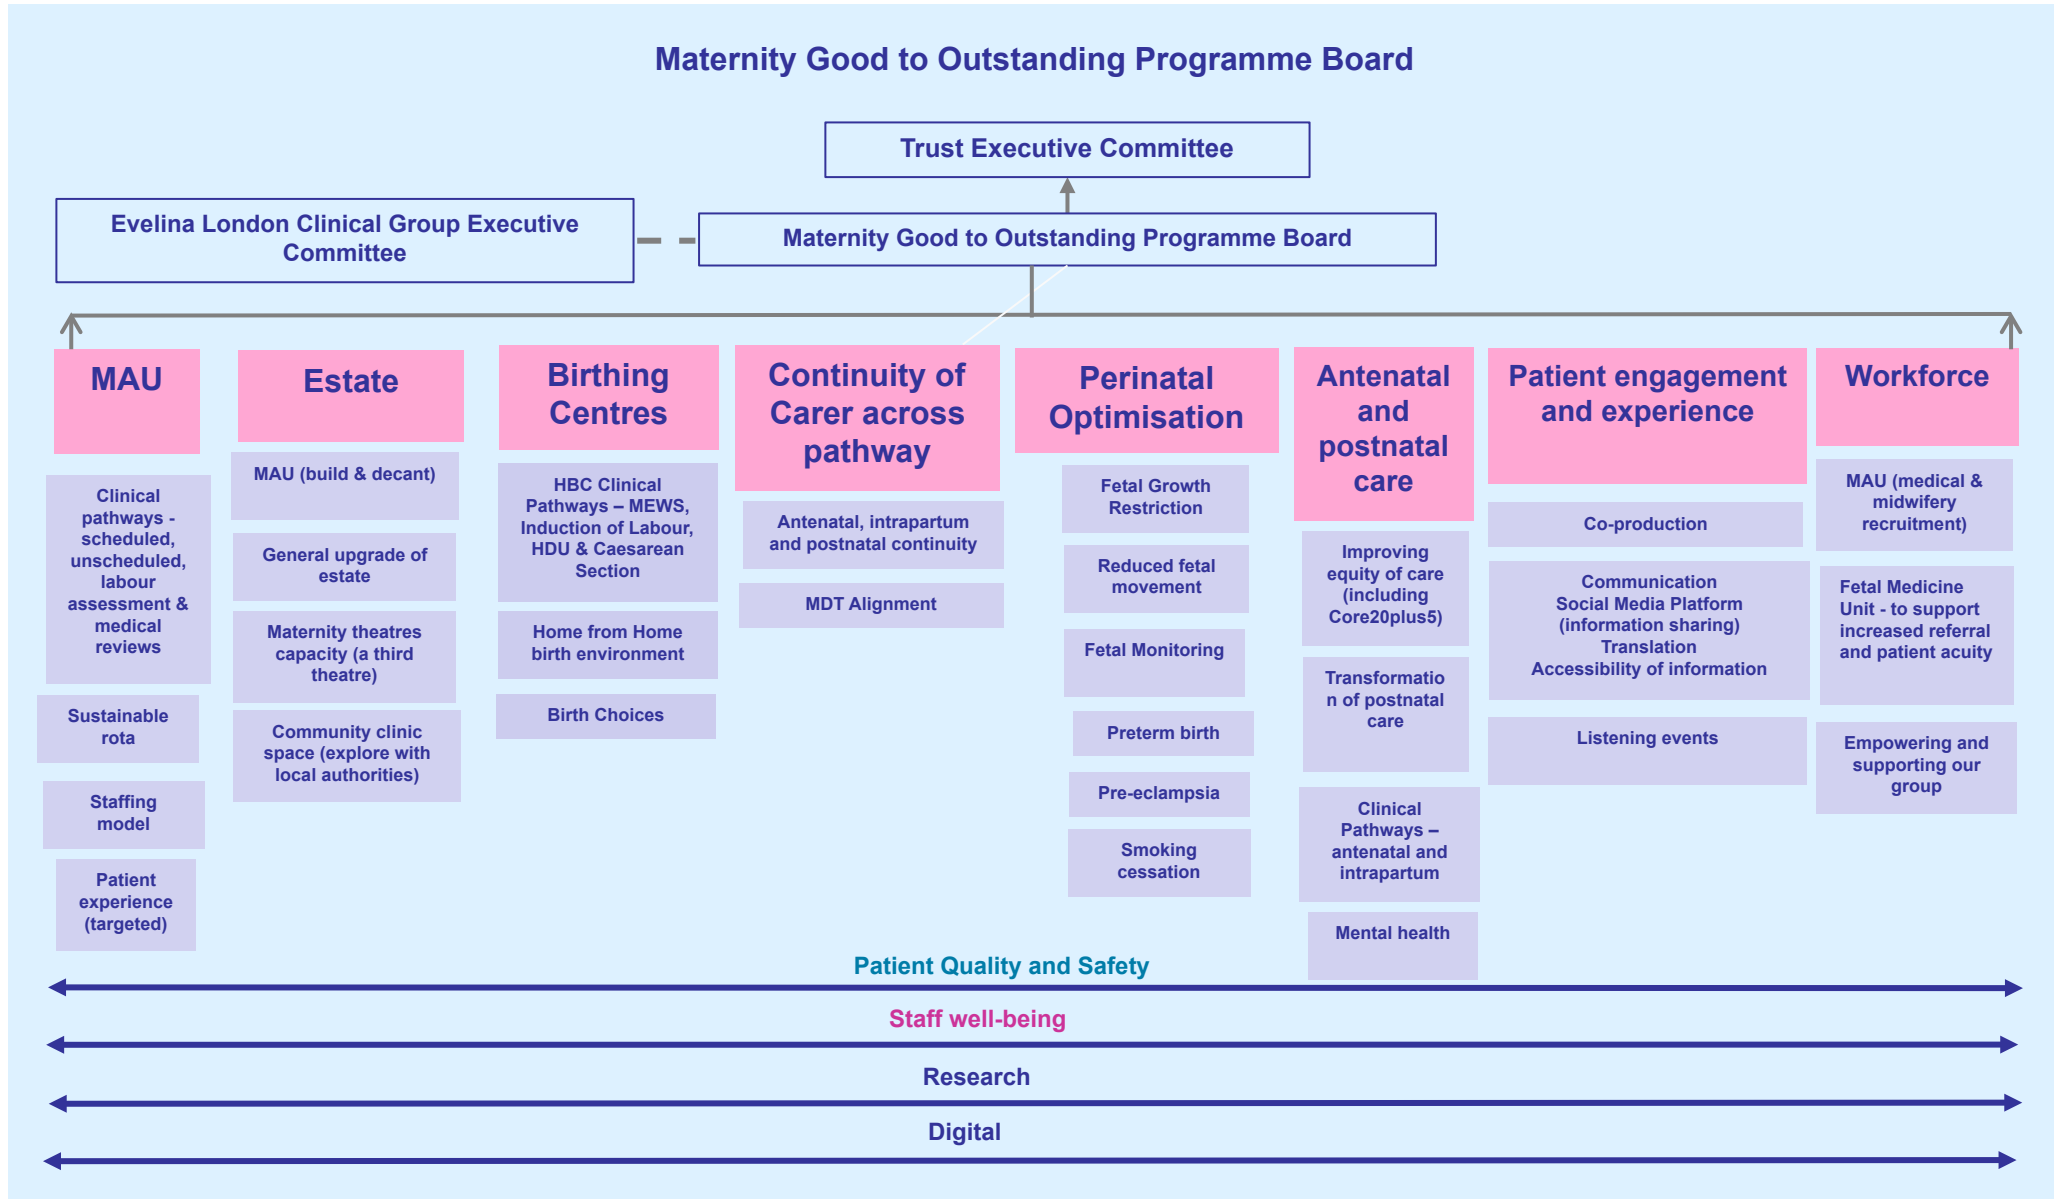 Maternity Good to Outstanding Programme Board
Trust Executive Committee
Evelina London Clinical Group Executive
Committee
Maternity Good to Outstanding Programme Board
MAU
Clinical
pathways -
scheduled,
unscheduled,
labour
assessment &
medical
reviews
Sustainable
rota
Staffing
model
Patient
experience
(targeted)
Estate
MAU (build & decant)
General upgrade of
estate
Maternity theatres
capacity (a third
theatre)
Community clinic
space (explore with
local authorities)
Birthing
Centres
HBC Clinical
Pathways – MEWS,
Induction of Labour,
HDU & Caesarean
Section
Home from Home
birth environment
Birth Choices
Continuity of
Carer across
pathway
Antenatal, intrapartum
and postnatal continuity
MDT Alignment
Perinatal
Optimisation
Fetal Growth
Restriction
Reduced fetal
movement
Fetal Monitoring
Preterm birth
Pre-eclampsia
Smoking
cessation
Antenatal
and
postnatal
care
Improving
equity of care
(including
Core20plus5)
Transformatio
n of postnatal
care
Clinical
Pathways –
antenatal and
intrapartum
Mental health
Patient engagement
and experience
Co-production
Communication
Social Media Platform
(information sharing)
Translation
Accessibility of information
Listening events
Workforce
MAU (medical &
midwifery
recruitment)
Fetal Medicine
Unit - to support
increased referral
and patient acuity
Empowering and
supporting our
group
Patient Quality and Safety
Staff well-being
Research
Digital